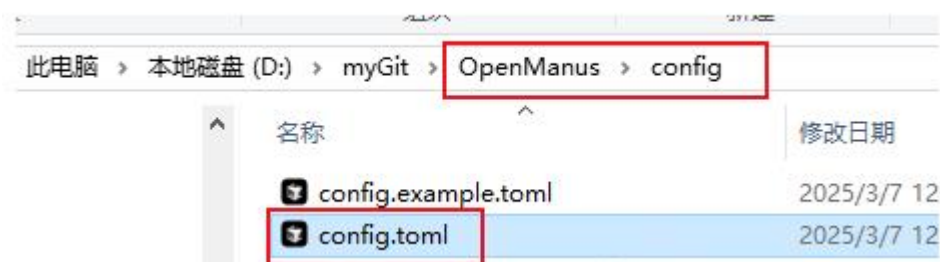 此电脑 > 本地磁盘 (D:) > myGit > OpenManus > config
名称 修改日期
config.example.toml 2025/3/7 12
config.toml 2025/3/7 12